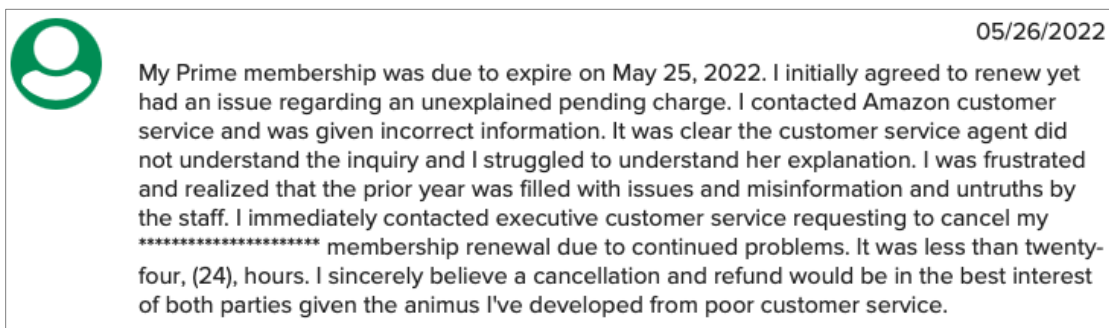 05/26/2022
My Prime membership was due to expire on May 25, 2022. I initially agreed to renew yet
had an issue regarding an unexplained pending charge. I contacted Amazon customer
service and was given incorrect information. It was clear the customer service agent did
not understand the inquiry and I struggled to understand her explanation. I was frustrated
and realized that the prior year was filled with issues and misinformation and untruths by
the staff. I immediately contacted executive customer service requesting to cancel my
********************** membership renewal due to continued problems. It was less than twenty-
four, (24), hours. I sincerely believe a cancellation and refund would be in the best interest
of both parties given the animus I've developed from poor customer service.